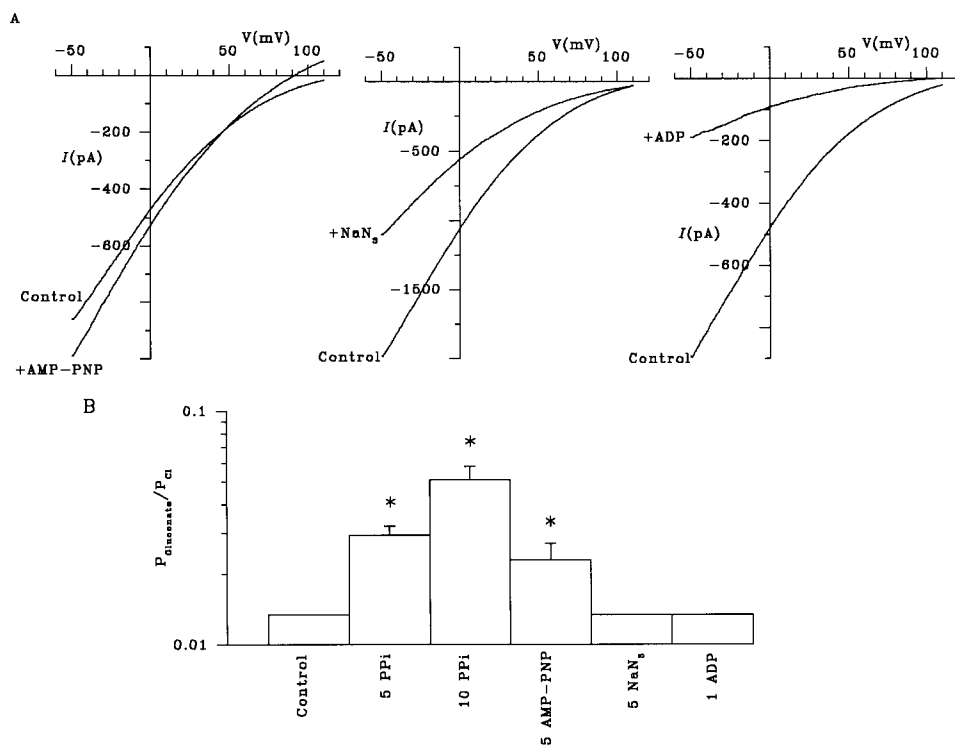 A
V(mV)
-50
50
100
-200
I(pA)
-400
-600
Control
+AMP-PNP
V(mV)
-50
50
100
I(pA)
-500
+NaN3
-1500
Control
V(mV)
-50
50
100
+ADP
-200
I(pA)
-400
-600
Control
B
0.1
PGluconate/PCl
0.01
* * *
Control
5 PPi
10 PPi
5 AMP-PNP
5 NaN3
1 ADP